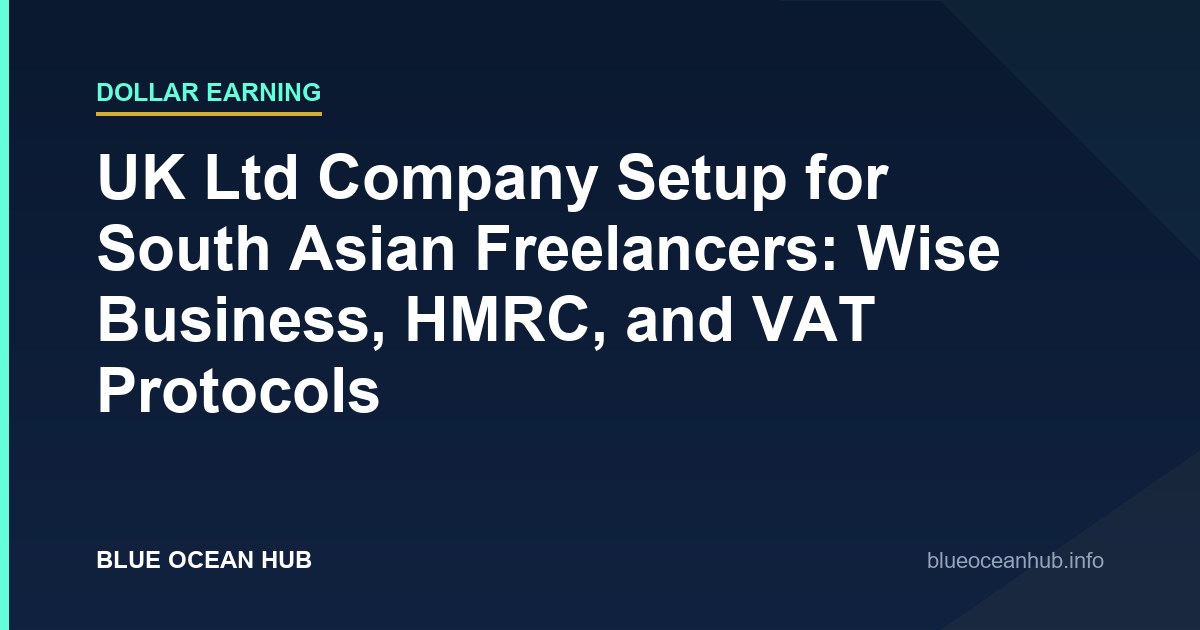 DOLLAR EARNING
UK Ltd Company Setup for
South Asian Freelancers: Wise
Business, HMRC, and VAT
Protocols
BLUE OCEAN HUB
blueoceanhub.info